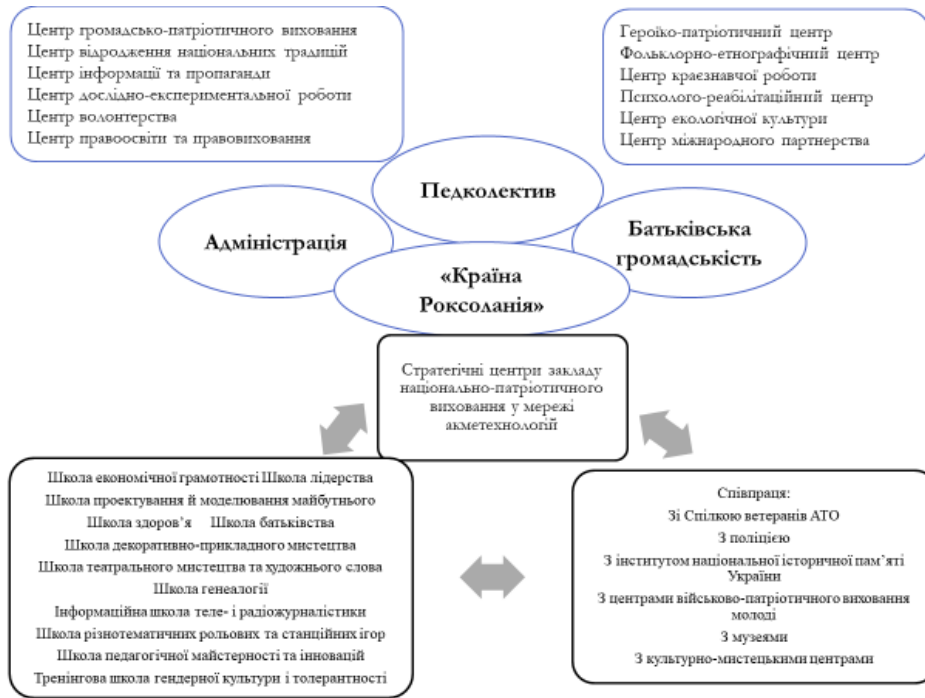 Центр громадсько-патріотичного виховання
Центр відродження національних традицій
Центр інформації та пропаганди
Центр дослідно-експериментальної роботи
Центр волонтерства
Центр правоосвіти та правовиховання
Героїко-патріотичний центр
Фольклорно-етнографічний центр
Центр краєзнавчої роботи
Психолого-реабілітаційний центр
Центр екологічної культури
Центр міжнародного партнерства
Педколектив
Адміністрація
Батьківська
громадськість
«Країна
Роксоланія»
Стратегічні центри закладу
національно-патріотичного
виховання у мережі
акметехнологій
Школа економічної грамотності Школа лідерства
Школа проектування й моделювання майбутнього
Школа здоров’я Школа батьківства
Школа декоративно-прикладного мистецтва
Школа театрального мистецтва та художнього слова
Школа генеалогії
Інформаційна школа теле- і радіожурналістики
Школа різнотематичних рольових та станційних ігор
Школа педагогічної майстерності та інновацій
Тренінгова школа гендерної культури і толерантності
Співпраця:
Зі Спілкою ветеранів АТО
З поліцією
З інститутом національної історичної пам’яті
України
З центрами військово-патріотичного виховання
молоді
З музеями
З культурно-мистецькими центрами